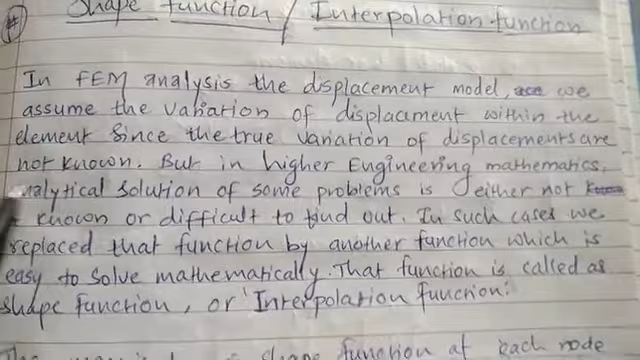 Shape function / Interpolation function
In FEM analysis the displacement model, we
assume the variation of displacement within the
element Since the true variation of displacements are
not known. But in higher Engineering mathematics,
analytical solution of some problems is either not
known or difficult to find out. In such cases we
replaced that function by another function which is
easy to solve mathematically. That function is called as
shape function, or Interpolation function.
shape function at each node